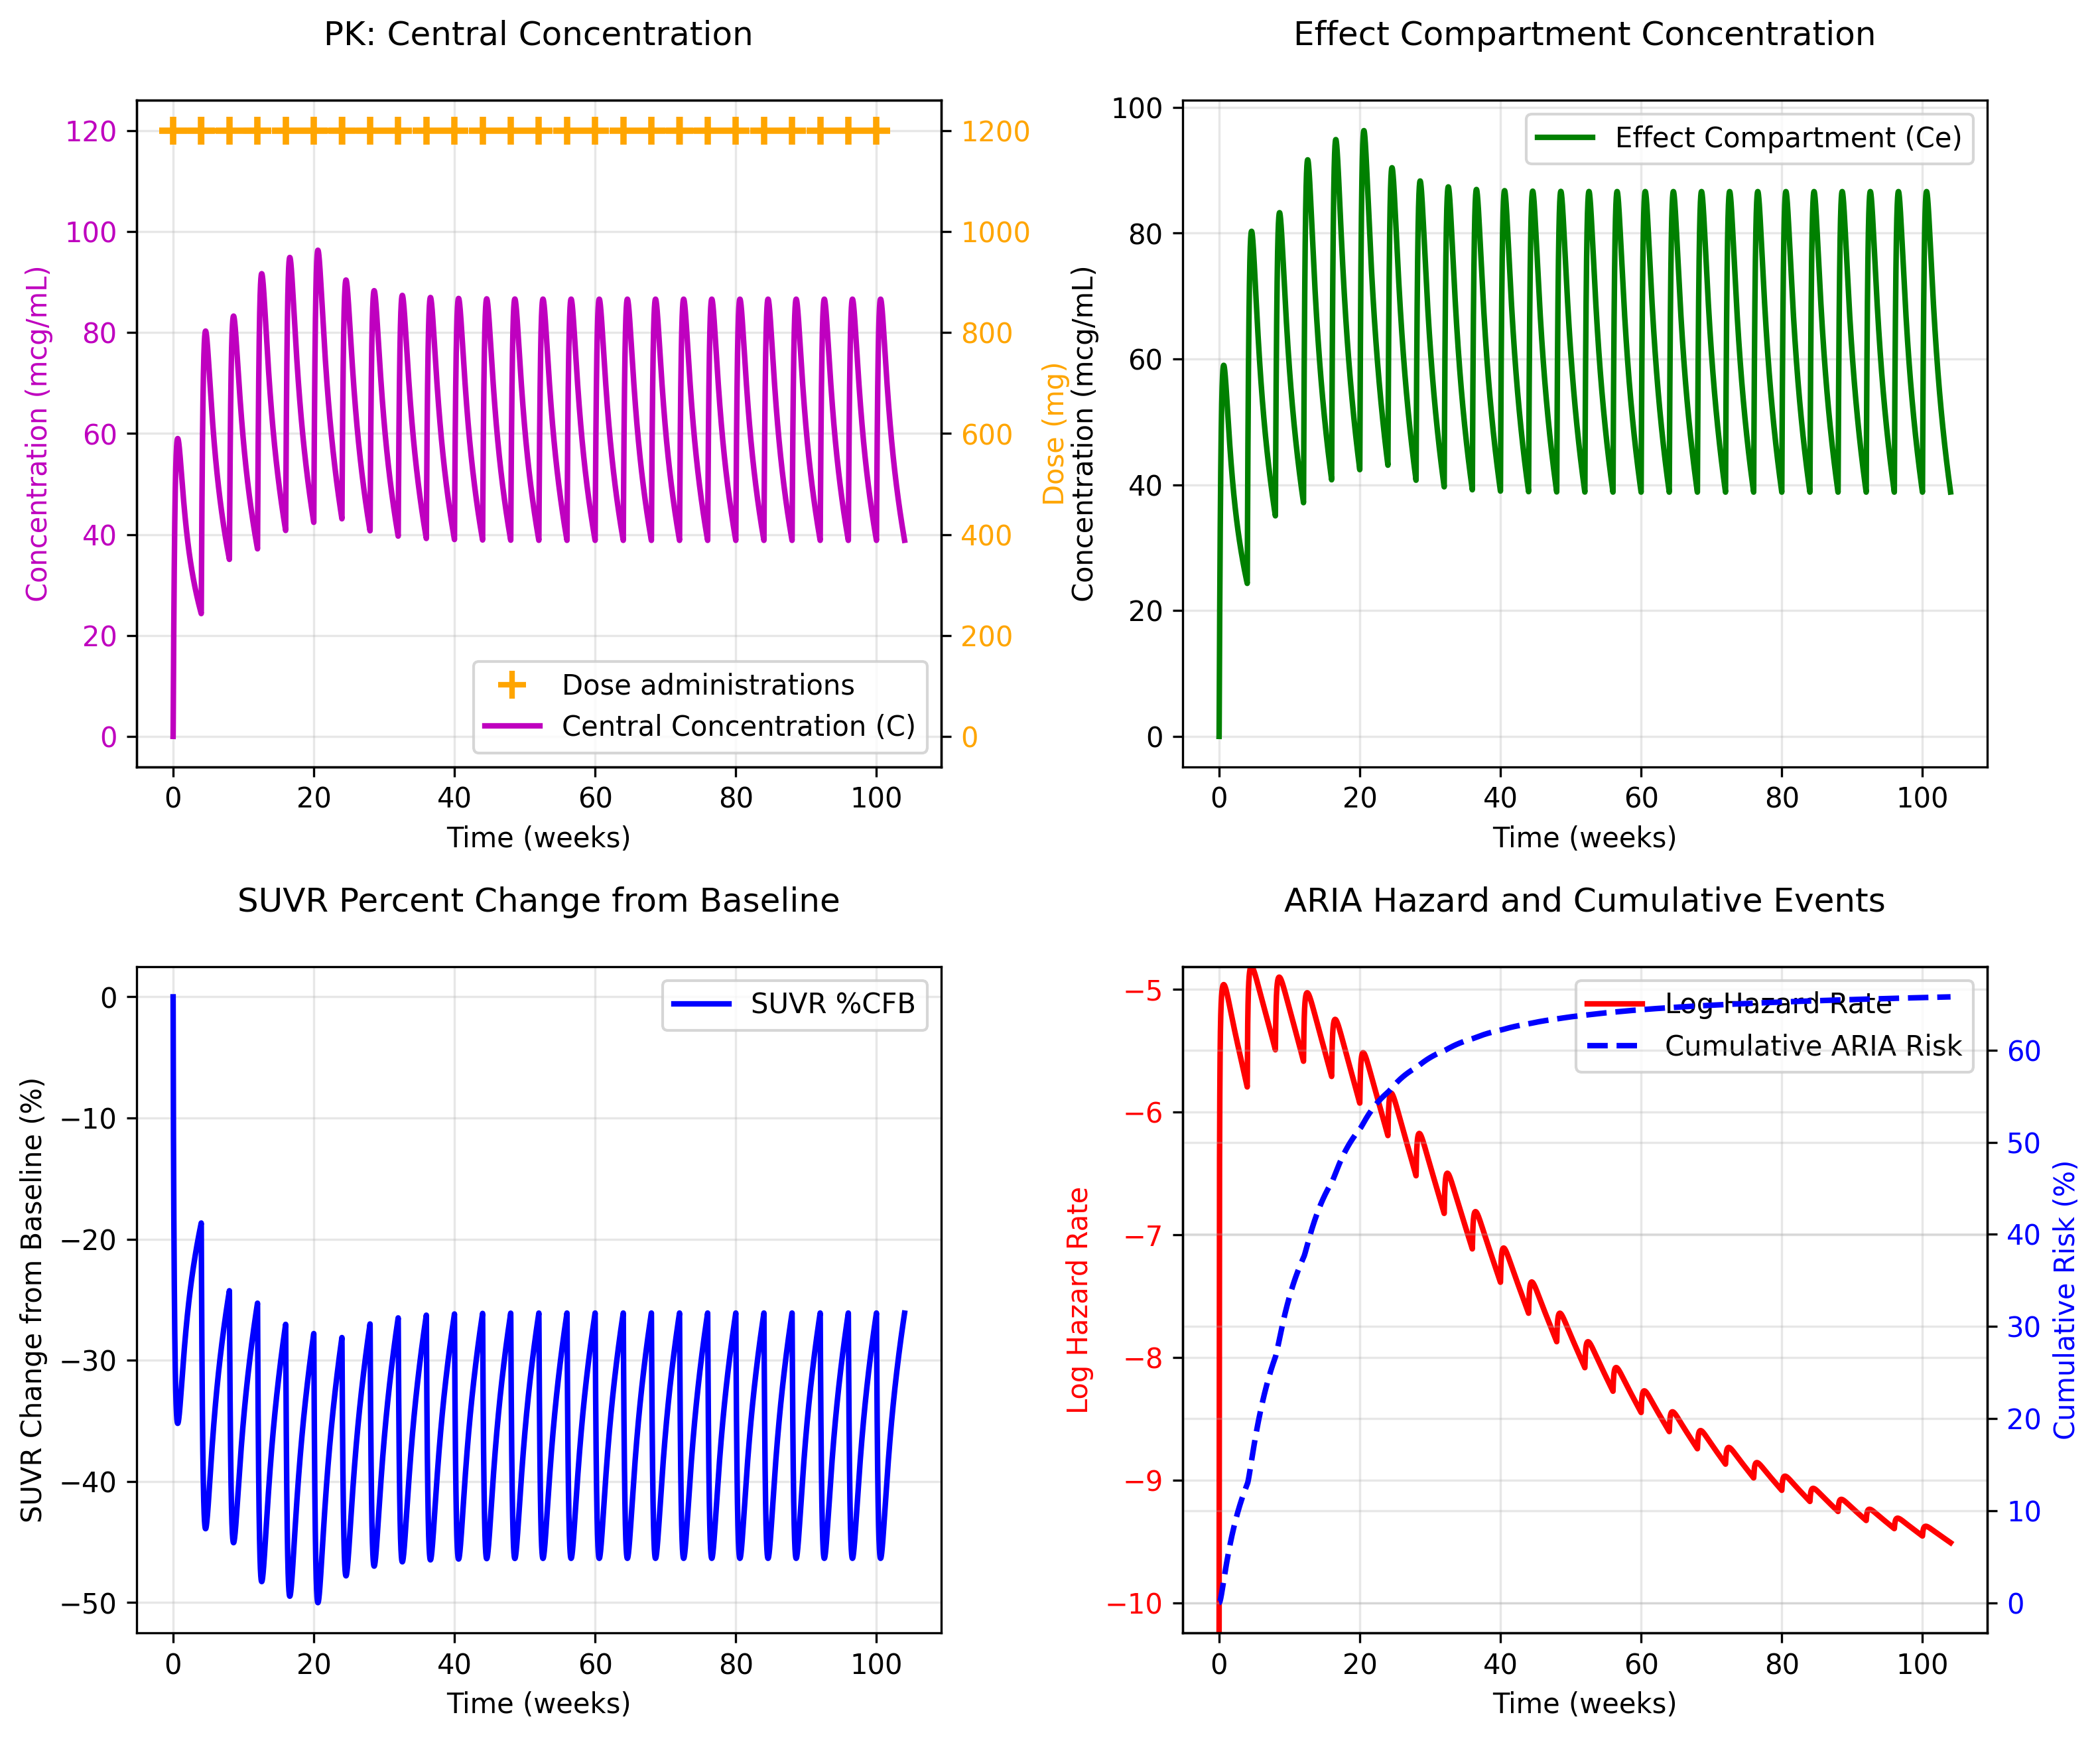 PK: Central Concentration
Concentration (mcg/mL)
120
100
80
60
40
20
0
1200
1000
800
600
400
200
0
Dose (mg)
Dose administrations
Central Concentration (C)
0 20 40 60 80 100
Time (weeks)
Effect Compartment Concentration
Concentration (mcg/mL)
100
80
60
40
20
0
Effect Compartment (Ce)
0 20 40 60 80 100
Time (weeks)
SUVR Percent Change from Baseline
SUVR Change from Baseline (%)
0
−10
−20
−30
−40
−50
SUVR %CFB
0 20 40 60 80 100
Time (weeks)
ARIA Hazard and Cumulative Events
Log Hazard Rate
−5
−6
−7
−8
−9
−10
Log Hazard Rate
Cumulative ARIA Risk
60
50
40
30
20
10
0
Cumulative Risk (%)
0 20 40 60 80 100
Time (weeks)